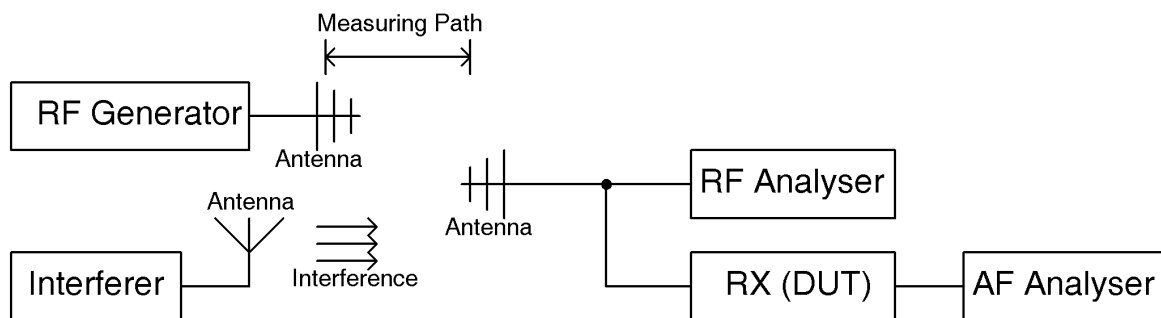 Measuring Path
RF Generator
Antenna
Antenna
RF Analyser
Antenna
Interferer
Interference
RX (DUT)
AF Analyser